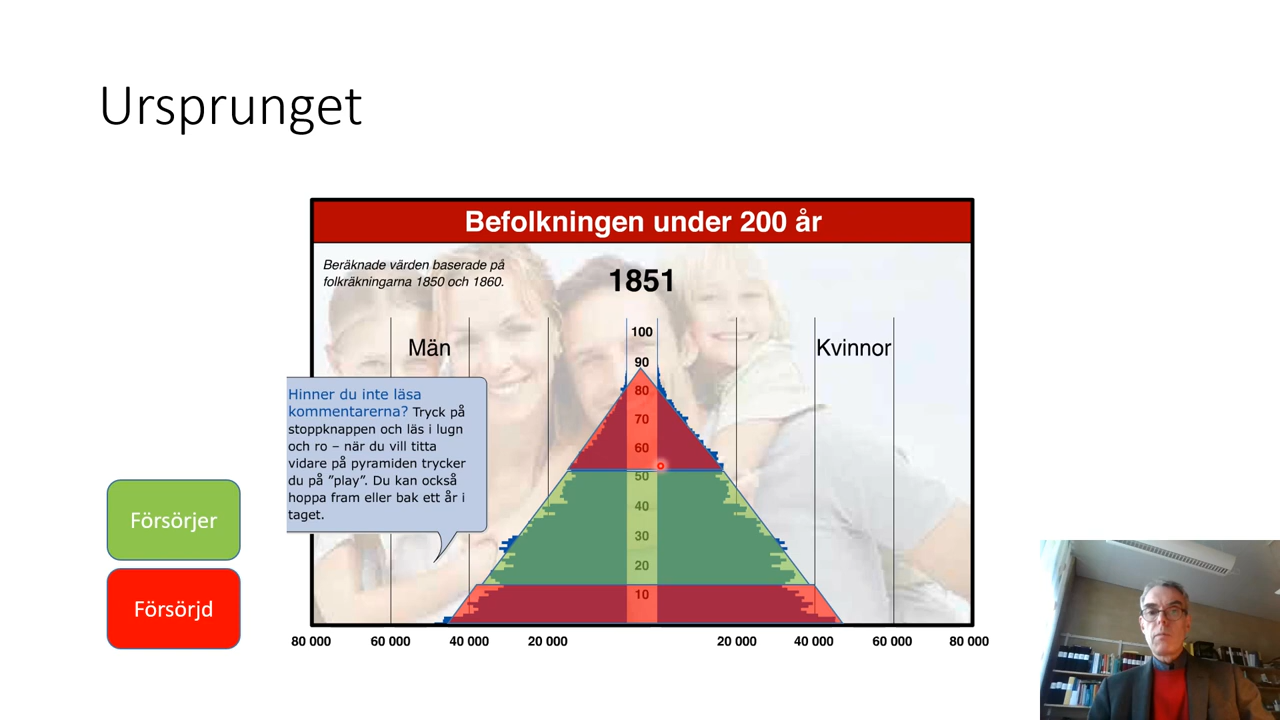 Ursprunget
Befolkningen under 200 år
Beräknade värden baserade på
folkräkningarna 1850 och 1860.
1851
Män
Kvinnor
100
90
80
70
60
50
40
30
20
10
Hinner du inte läsa
kommentarerna? Tryck på
stoppknappen och läs i lugn
och ro – när du vill titta
vidare på pyramiden trycker
du på ”play”. Du kan också
hoppa fram eller bak ett år i
taget.
Försörjer
Försörjd
80 000 60 000 40 000 20 000 20 000 40 000 60 000 80 000